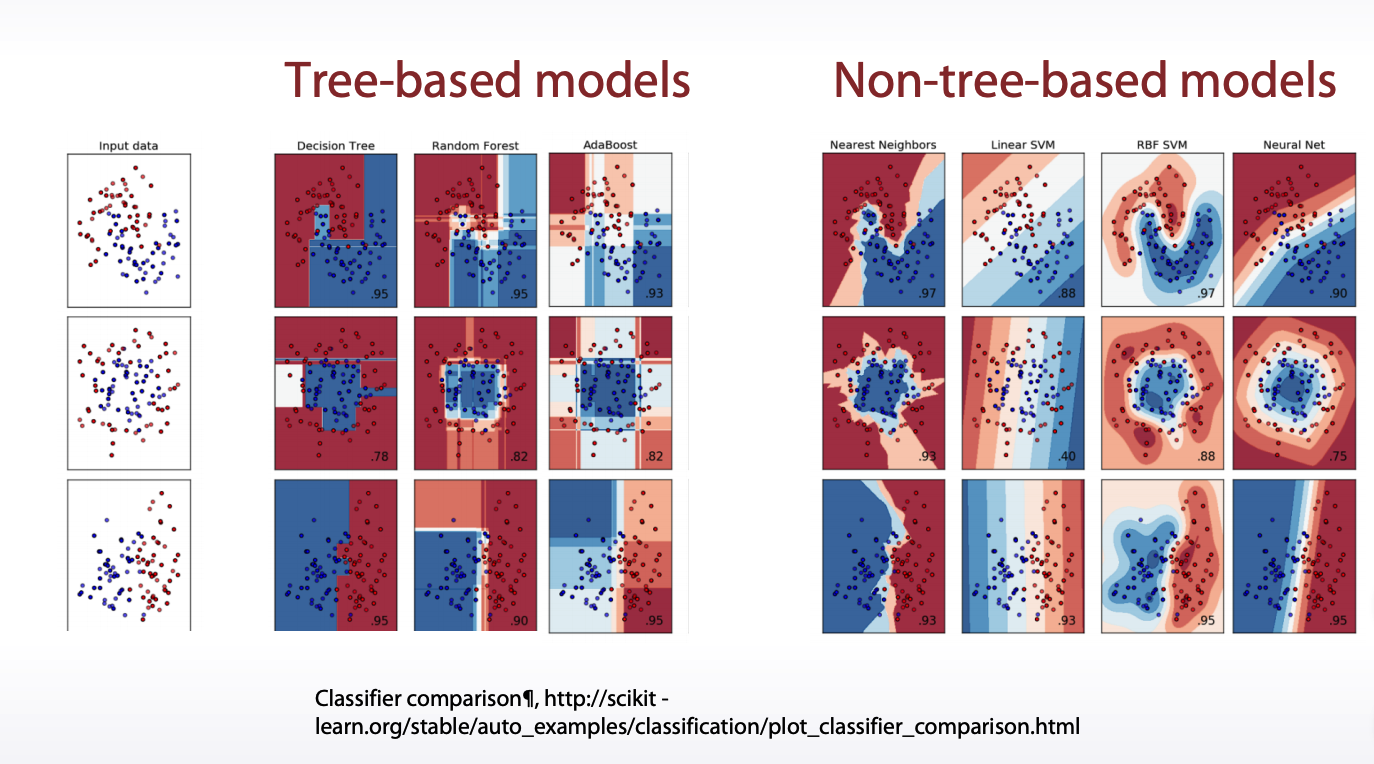 Tree-based models
Non-tree-based models
Input data
Decision Tree
Random Forest
AdaBoost
Nearest Neighbors
Linear SVM
RBF SVM
Neural Net
.95
.95
.93
.97
.88
.97
.90
.78
.82
.82
.93
.40
.88
.75
.95
.90
.95
.93
.93
.95
.95
Classifier comparison¶, http://scikit -
learn.org/stable/auto_examples/classification/plot_classifier_comparison.html